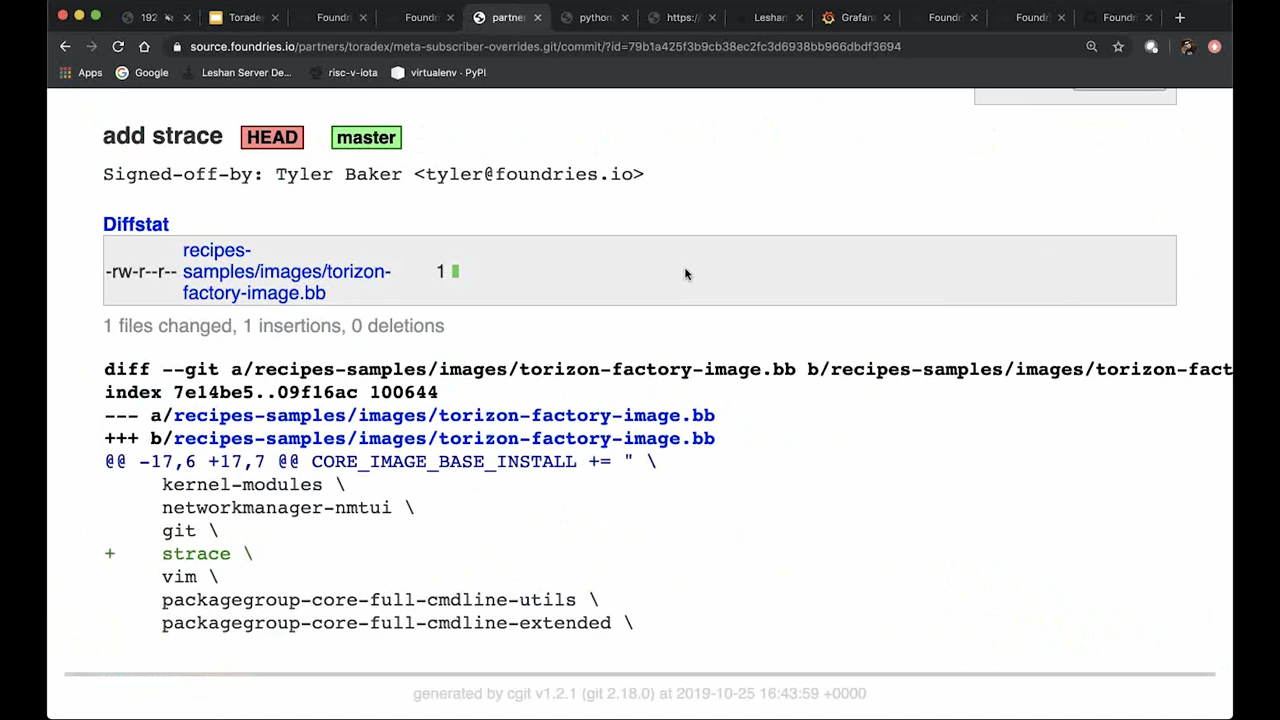 192
Torade
Foundri
Foundri
partner
python
https:/
Leshan
Grafan
Foundri
Foundri
Foundri
source.foundries.io/partners/toradex/meta-subscriber-overrides.git/commit/?id=79b1a425f3b9cb38ec2fc3d6938bb966dbdf3694
Apps Google Leshan Server De... risc-v-iota virtualenv · PyPI
add strace HEAD master
Signed-off-by: Tyler Baker <tyler@foundries.io>
Diffstat
recipes-
-rw-r--r-- samples/images/torizon- 1
factory-image.bb
1 files changed, 1 insertions, 0 deletions
diff --git a/recipes-samples/images/torizon-factory-image.bb b/recipes-samples/images/torizon-fact
index 7e14be5..09f16ac 100644
--- a/recipes-samples/images/torizon-factory-image.bb
+++ b/recipes-samples/images/torizon-factory-image.bb
@@ -17,6 +17,7 @@ CORE_IMAGE_BASE_INSTALL += " \
kernel-modules \
networkmanager-nmtui \
git \
+ strace \
vim \
packagegroup-core-full-cmdline-utils \
packagegroup-core-full-cmdline-extended \
generated by cgit v1.2.1 (git 2.18.0) at 2019-10-25 16:43:59 +0000